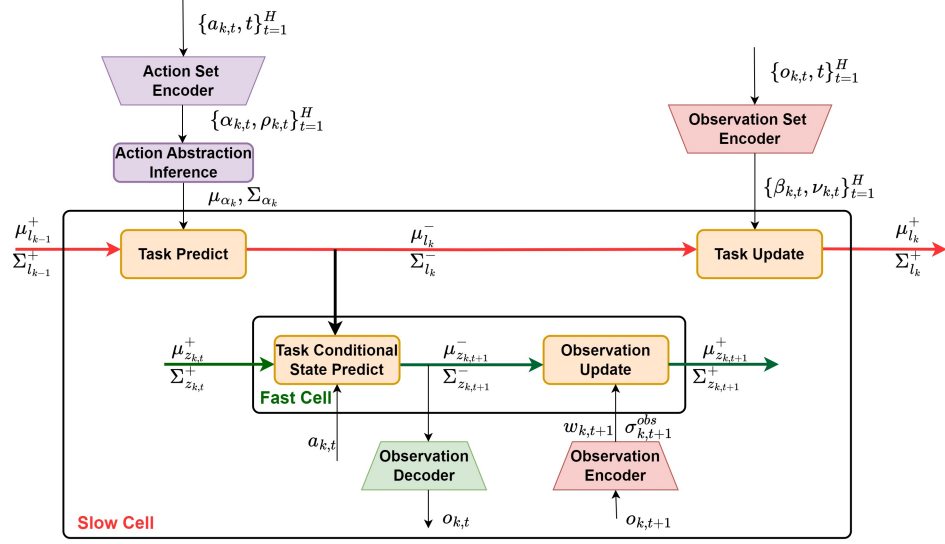 {a_{k,t}, t}_{t=1}^{H}
Action Set
Encoder
{α_{k,t}, ρ_{k,t}}_{t=1}^{H}
Action Abstraction
Inference
μ_{α_k}, Σ_{α_k}
{o_{k,t}, t}_{t=1}^{H}
Observation Set
Encoder
{β_{k,t}, ν_{k,t}}_{t=1}^{H}
μ_{l_{k-1}}^{+}
Σ_{l_{k-1}}^{+}
Task Predict
μ_{l_k}^{-}
Σ_{l_k}^{-}
Task Update
μ_{l_k}^{+}
Σ_{l_k}^{+}
μ_{z_{k,t}}^{+}
Σ_{z_{k,t}}^{+}
Task Conditional
State Predict
μ_{z_{k,t+1}}^{-}
Σ_{z_{k,t+1}}^{-}
Observation
Update
μ_{z_{k,t+1}}^{+}
Σ_{z_{k,t+1}}^{+}
Fast Cell
a_{k,t}
w_{k,t+1}
σ_{k,t+1}^{obs}
Observation
Decoder
Observation
Encoder
o_{k,t}
o_{k,t+1}
Slow Cell